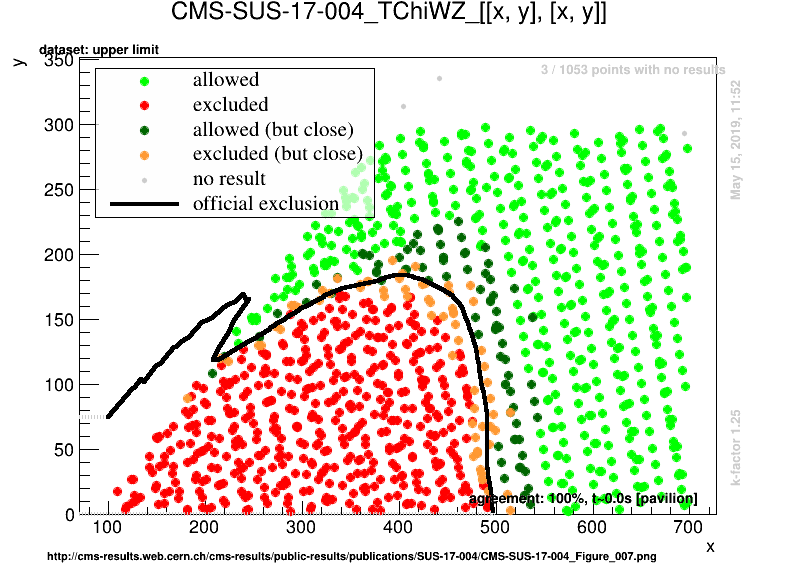 CMS-SUS-17-004_TChiWZ_[[x, y], [x, y]]
dataset: upper limit
3 / 1053 points with no results
y
350
300
250
200
150
100
50
0
allowed
excluded
allowed (but close)
excluded (but close)
no result
official exclusion
May 15, 2019, 11:52
k-factor 1.25
agreement: 100%, t~0.0s [pavilion]
100 200 300 400 500 600 700
x
http://cms-results.web.cern.ch/cms-results/public-results/publications/SUS-17-004/CMS-SUS-17-004_Figure_007.png